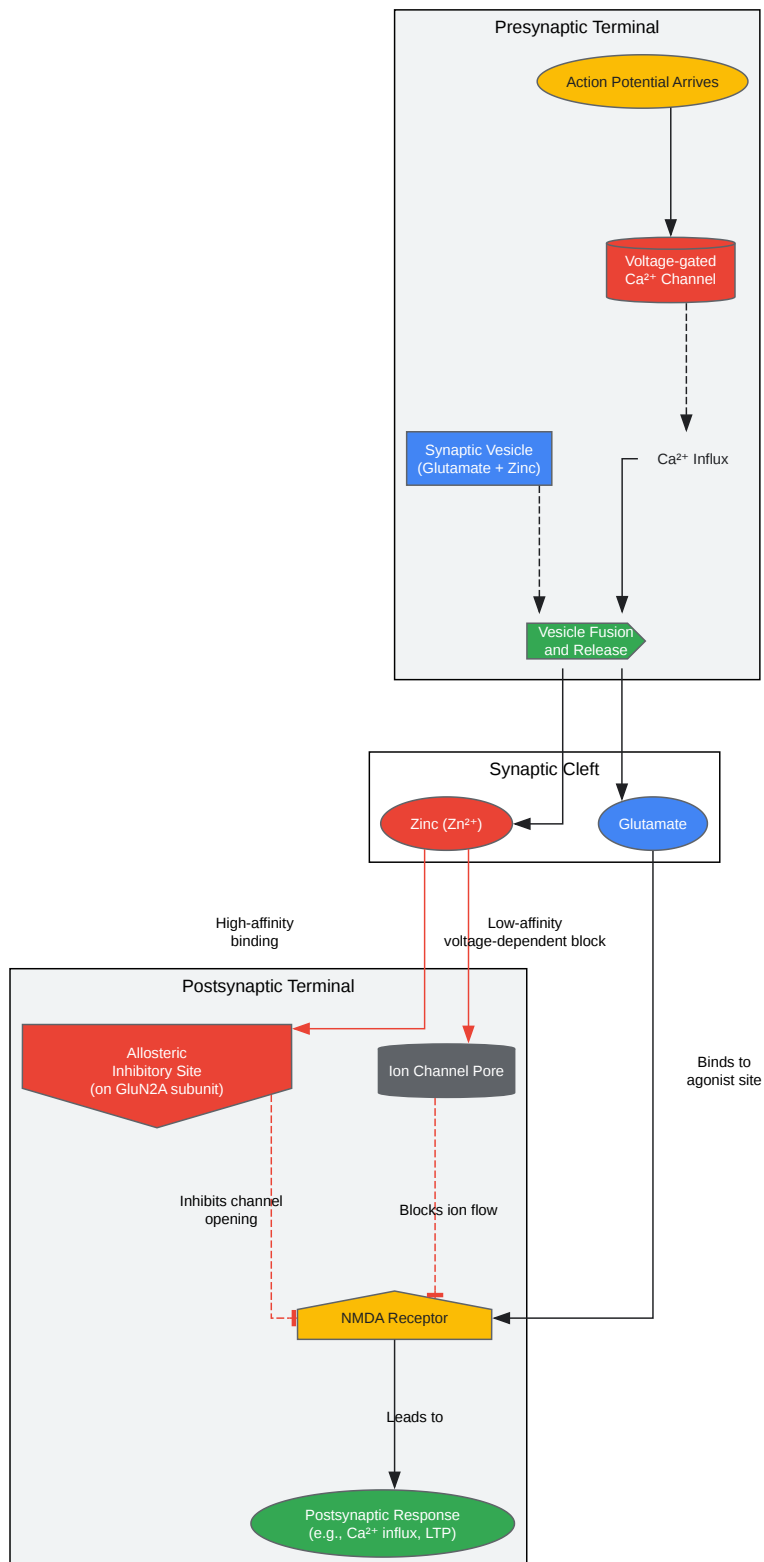 Presynaptic Terminal
Action Potential Arrives
Voltage-gated
Ca²⁺ Channel
Synaptic Vesicle
(Glutamate + Zinc)
Ca²⁺ Influx
Vesicle Fusion
and Release
Synaptic Cleft
Zinc (Zn²⁺)
Glutamate
High-affinity
binding
Low-affinity
voltage-dependent block
Postsynaptic Terminal
Allosteric
Inhibitory Site
(on GluN2A subunit)
Ion Channel Pore
Binds to
agonist site
Inhibits channel
opening
Blocks ion flow
NMDA Receptor
Leads to
Postsynaptic Response
(e.g., Ca²⁺ influx, LTP)